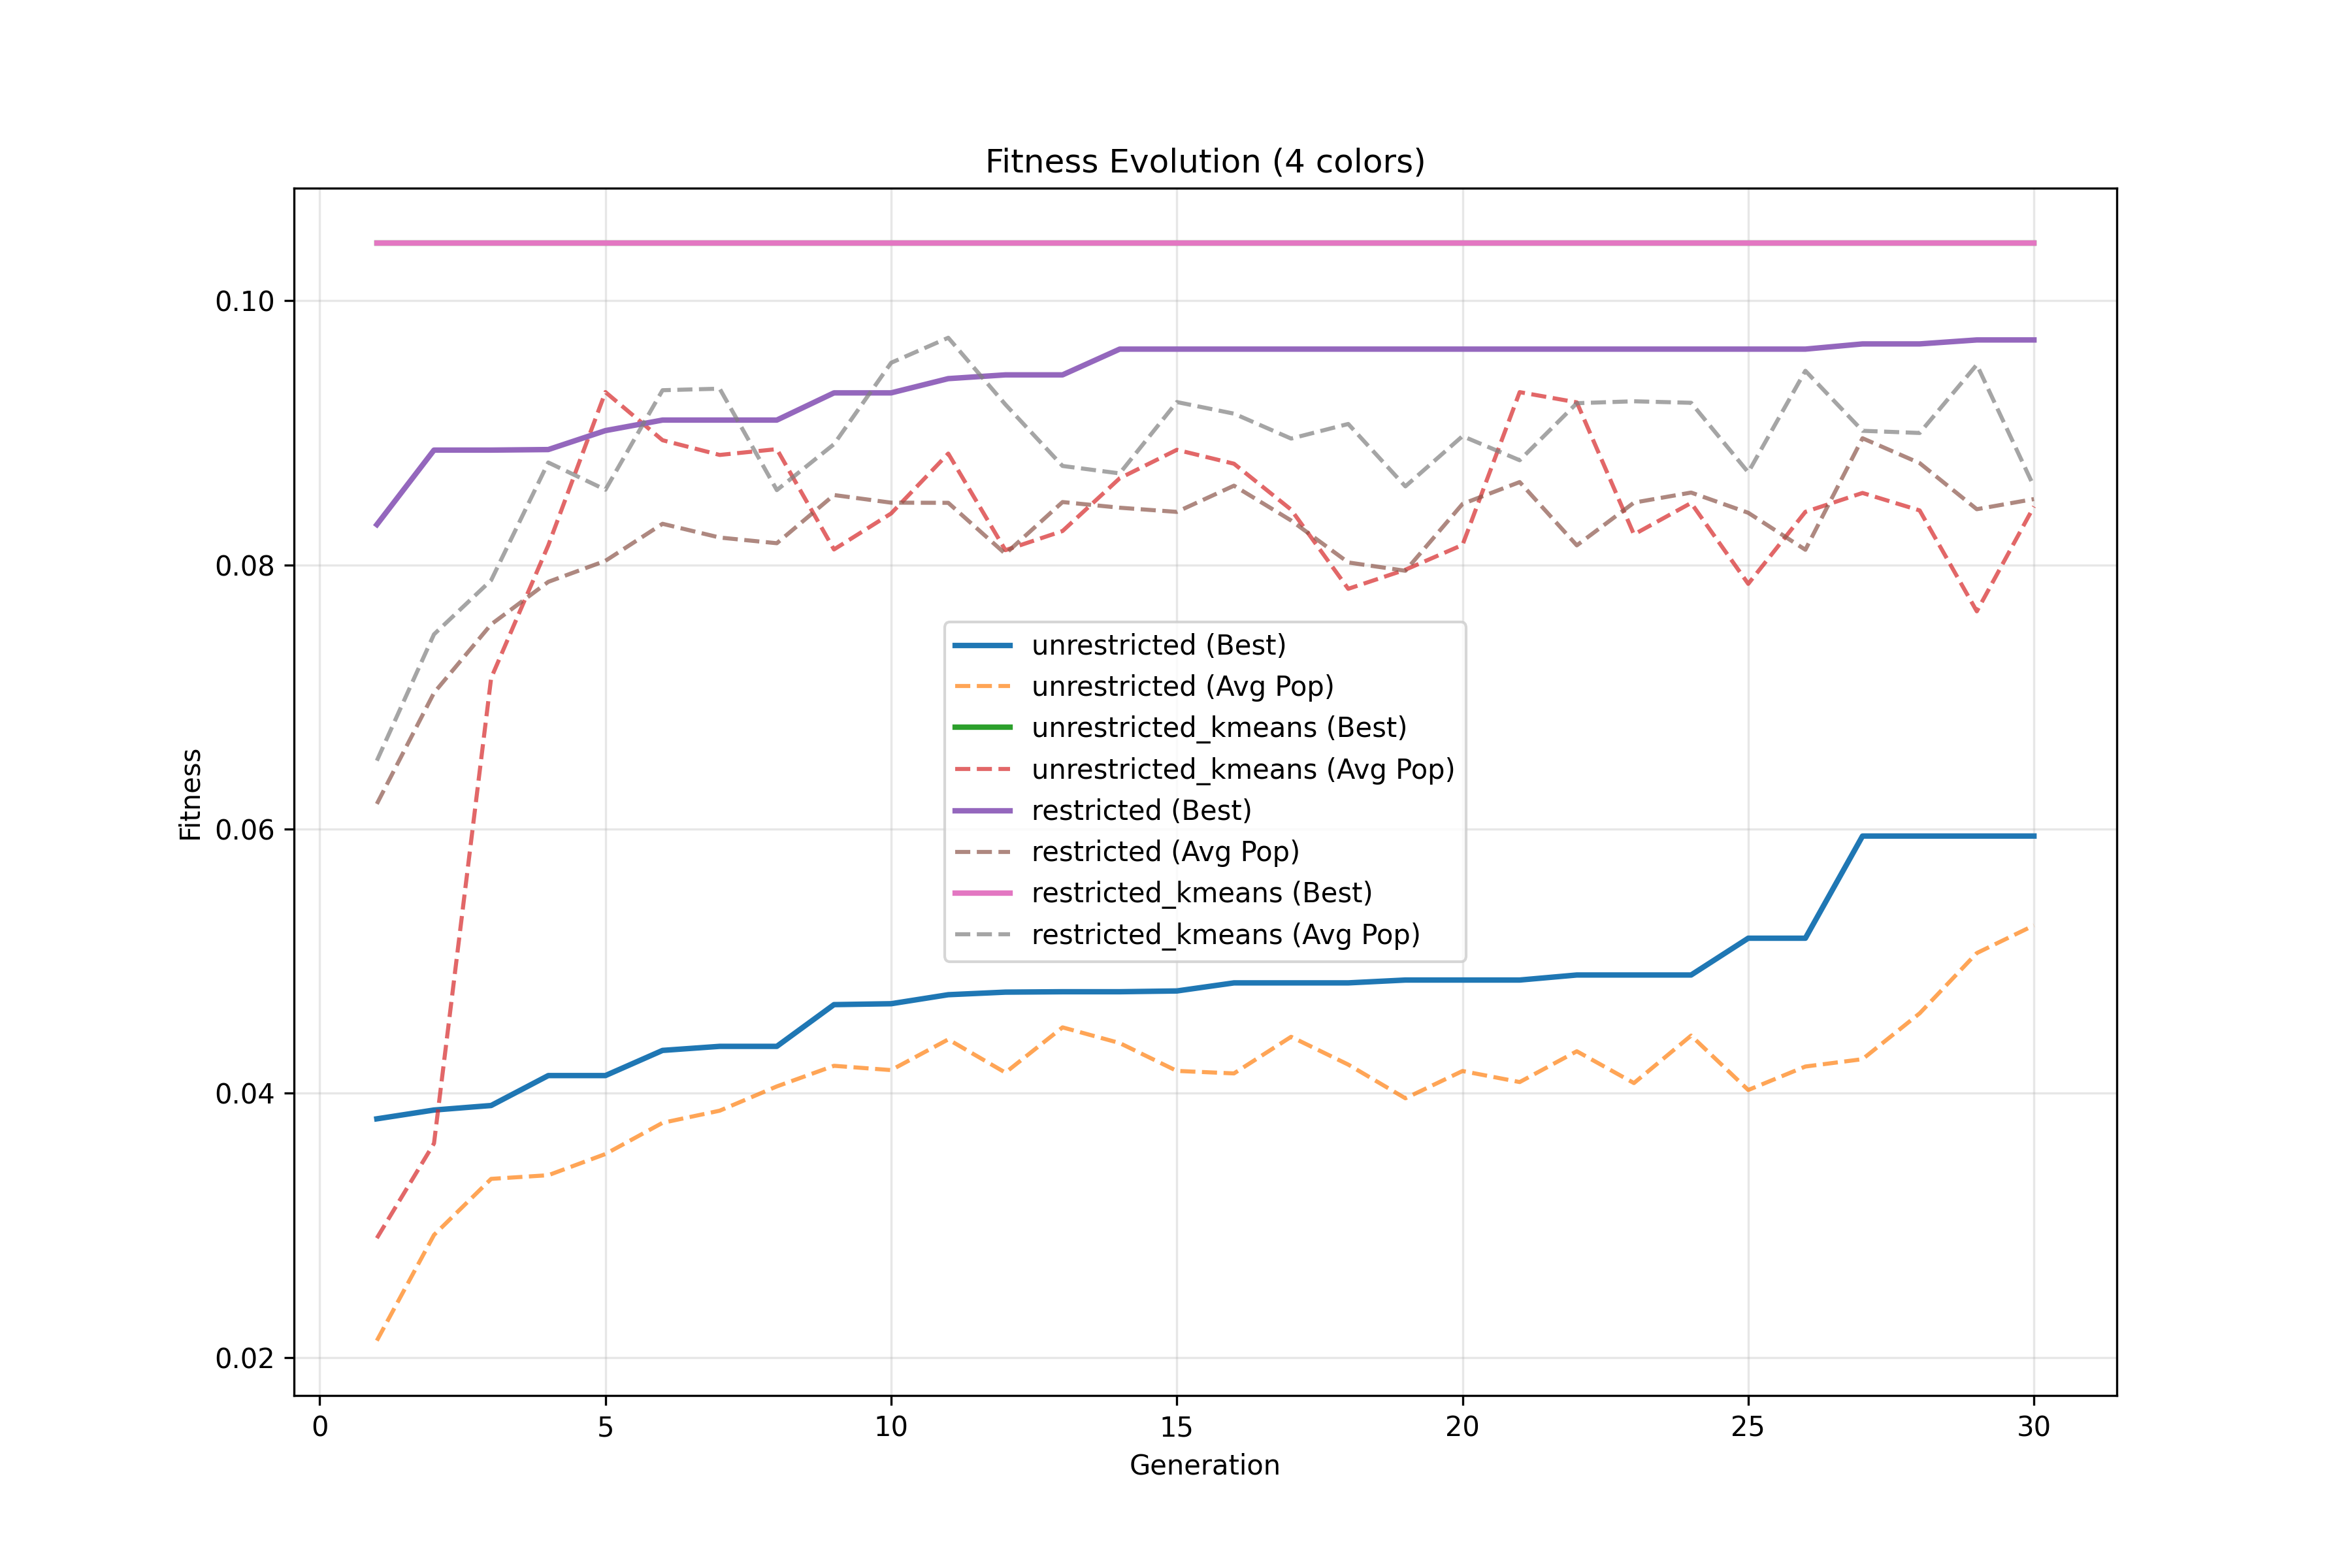 Fitness Evolution (4 colors)
0.10
0.08
0.06
0.04
0.02
Fitness
unrestricted (Best)
unrestricted (Avg Pop)
unrestricted_kmeans (Best)
unrestricted_kmeans (Avg Pop)
restricted (Best)
restricted (Avg Pop)
restricted_kmeans (Best)
restricted_kmeans (Avg Pop)
0 5 10 15 20 25 30
Generation